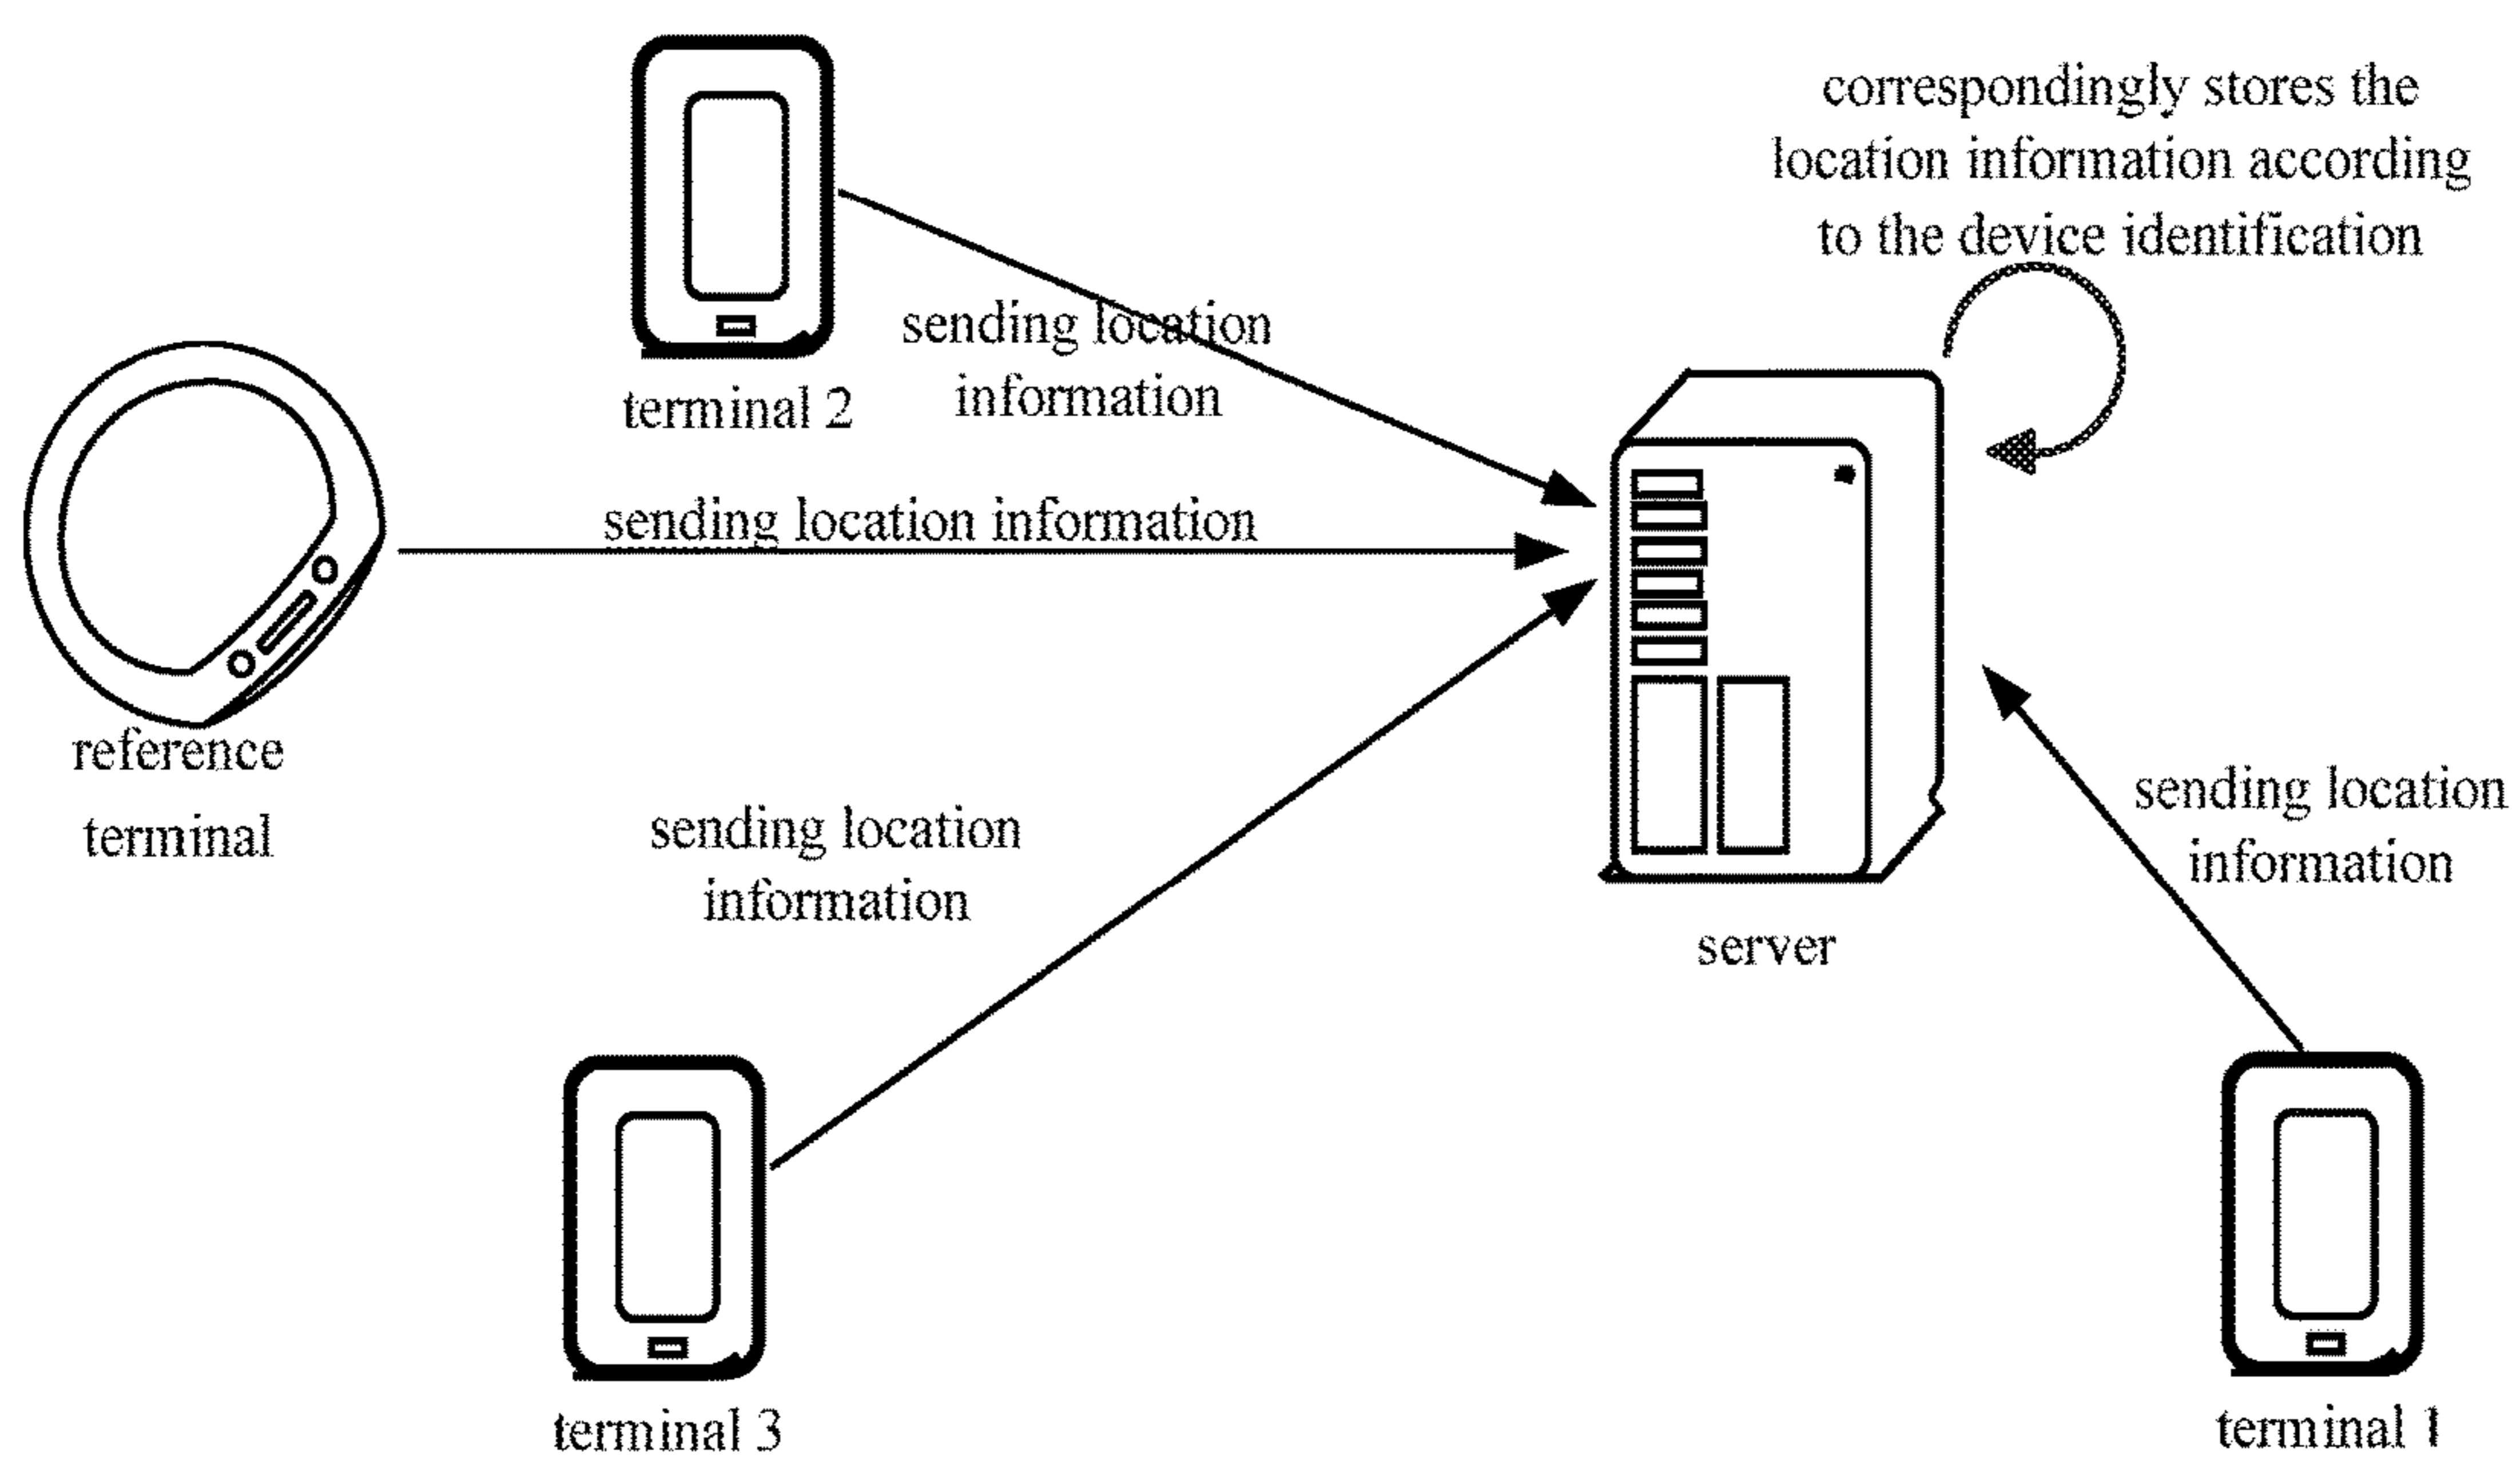 correspondingly stores the
location information according
to the device identification
sending location
information
terminal 2
sending location information
reference
terminal
sending location
information
sending location
information
server
terminal 3
terminal 1